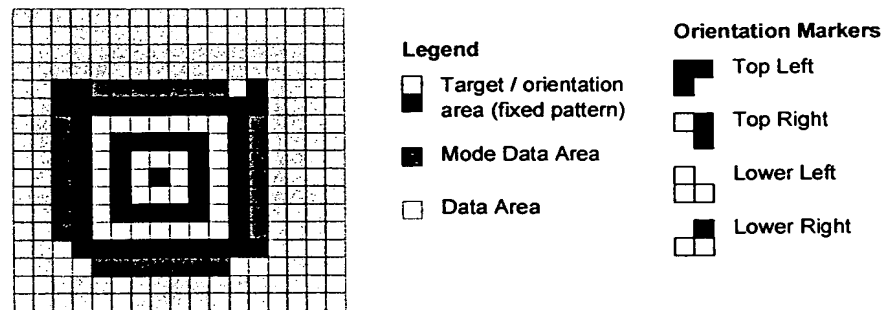 Legend
Target / orientation
area (fixed pattern)
Mode Data Area
Data Area
Orientation Markers
Top Left
Top Right
Lower Left
Lower Right